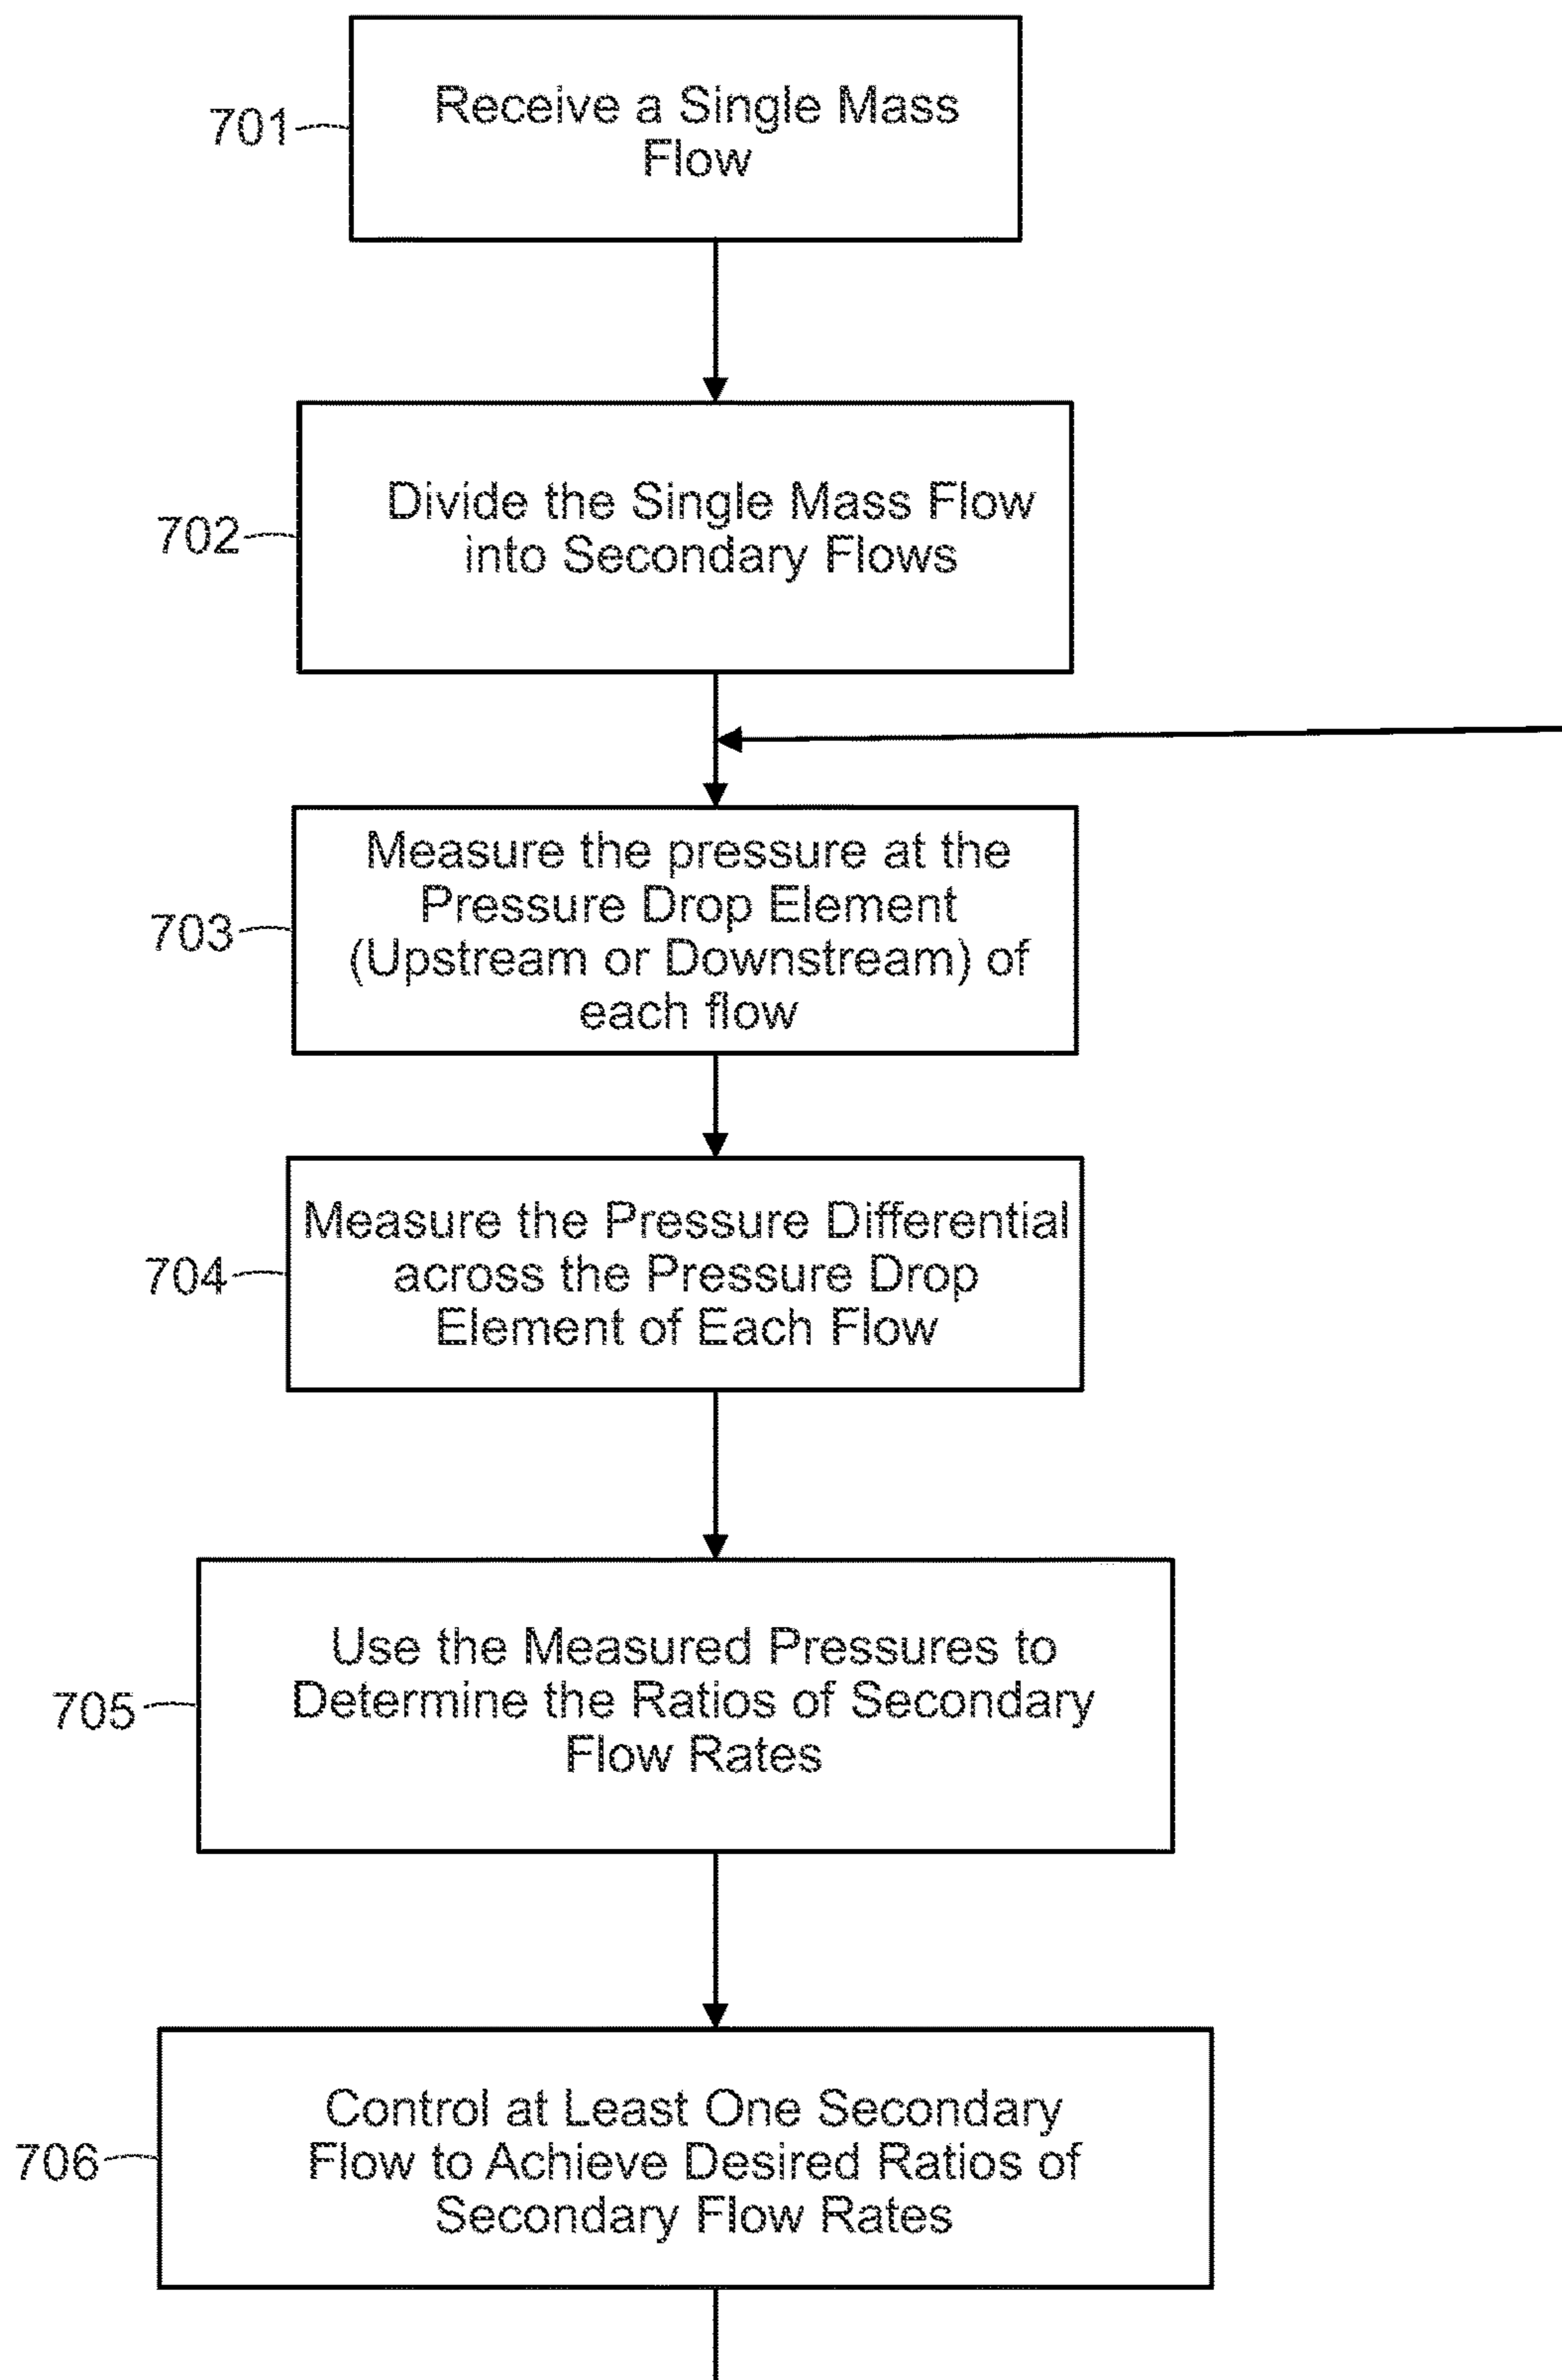 701
Receive a Single Mass
Flow
702
Divide the Single Mass Flow
into Secondary Flows
703
Measure the pressure at the
Pressure Drop Element
(Upstream or Downstream) of
each flow
704
Measure the Pressure Differential
across the Pressure Drop
Element of Each Flow
705
Use the Measured Pressures to
Determine the Ratios of Secondary
Flow Rates
706
Control at Least One Secondary
Flow to Achieve Desired Ratios of
Secondary Flow Rates